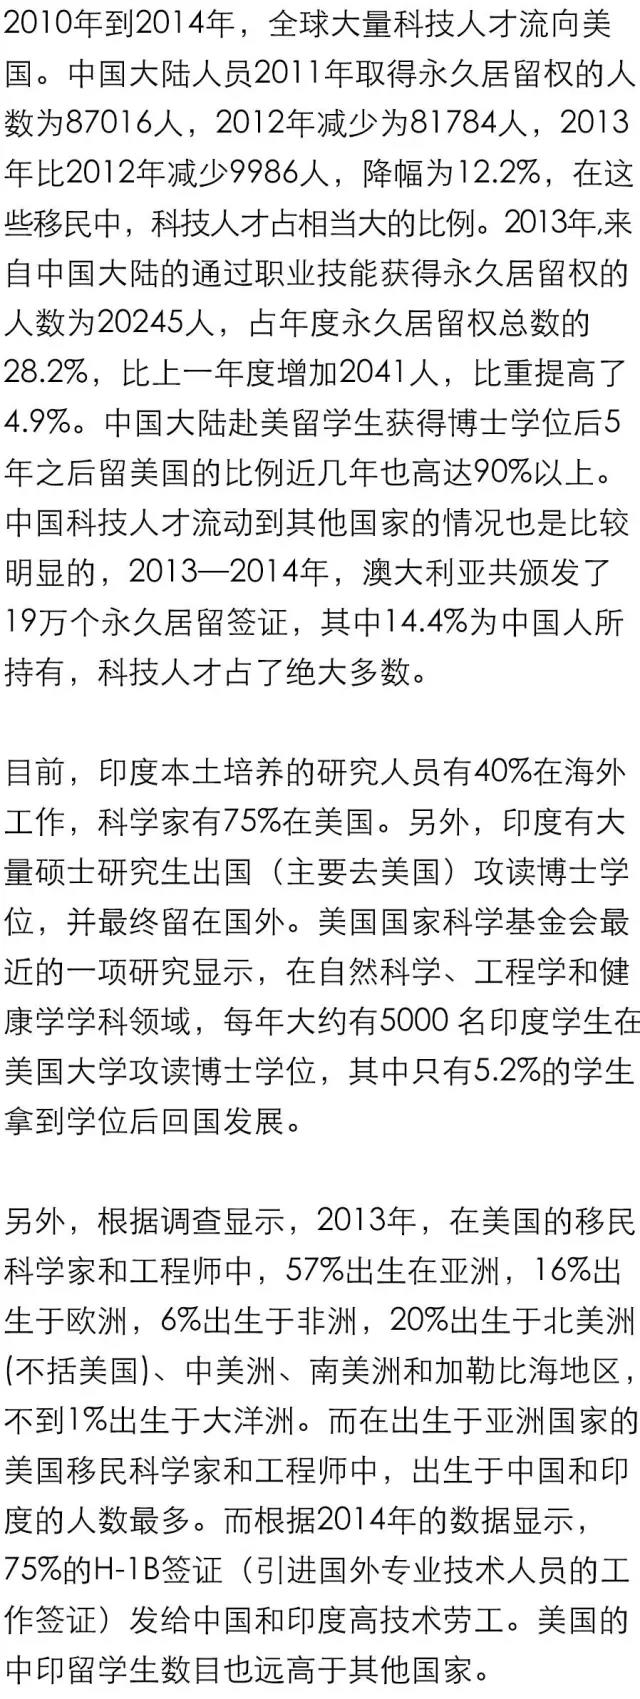 2010年到2014年，全球大量科技人才流向美
国。中国大陆人员2011年取得永久居留权的人
数为87016人，2012年减少为81784人，2013
年比2012年减少9986人，降幅为12.2%，在这
些移民中，科技人才占相当大的比例。2013年,来
自中国大陆的通过职业技能获得永久居留权的
人数为20245人，占年度永久居留权总数的
28.2%，比上一年度增加2041人，比重提高了
4.9%。中国大陆赴美留学生获得博士学位后5
年之后留美国的比例近几年也高达90%以上。
中国科技人才流动到其他国家的情况也是比较
明显的，2013—2014年，澳大利亚共颁发了
19万个永久居留签证，其中14.4%为中国人所
持有，科技人才占了绝大多数。
目前，印度本土培养的研究人员有40%在海外
工作，科学家有75%在美国。另外，印度有大
量硕士研究生出国（主要去美国）攻读博士学
位，并最终留在国外。美国国家科学基金会最
近的一项研究显示，在自然科学、工程学和健
康学学科领域，每年大约有5000 名印度学生在
美国大学攻读博士学位，其中只有5.2%的学生
拿到学位后回国发展。
另外，根据调查显示，2013年，在美国的移民
科学家和工程师中，57%出生在亚洲，16%出
生于欧洲，6%出生于非洲，20%出生于北美洲
(不括美国)、中美洲、南美洲和加勒比海地区，
不到1%出生于大洋洲。而在出生于亚洲国家的
美国移民科学家和工程师中，出生于中国和印
度的人数最多。而根据2014年的数据显示，
75%的H-1B签证（引进国外专业技术人员的工
作签证）发给中国和印度高技术劳工。美国的
中印留学生数目也远高于其他国家。